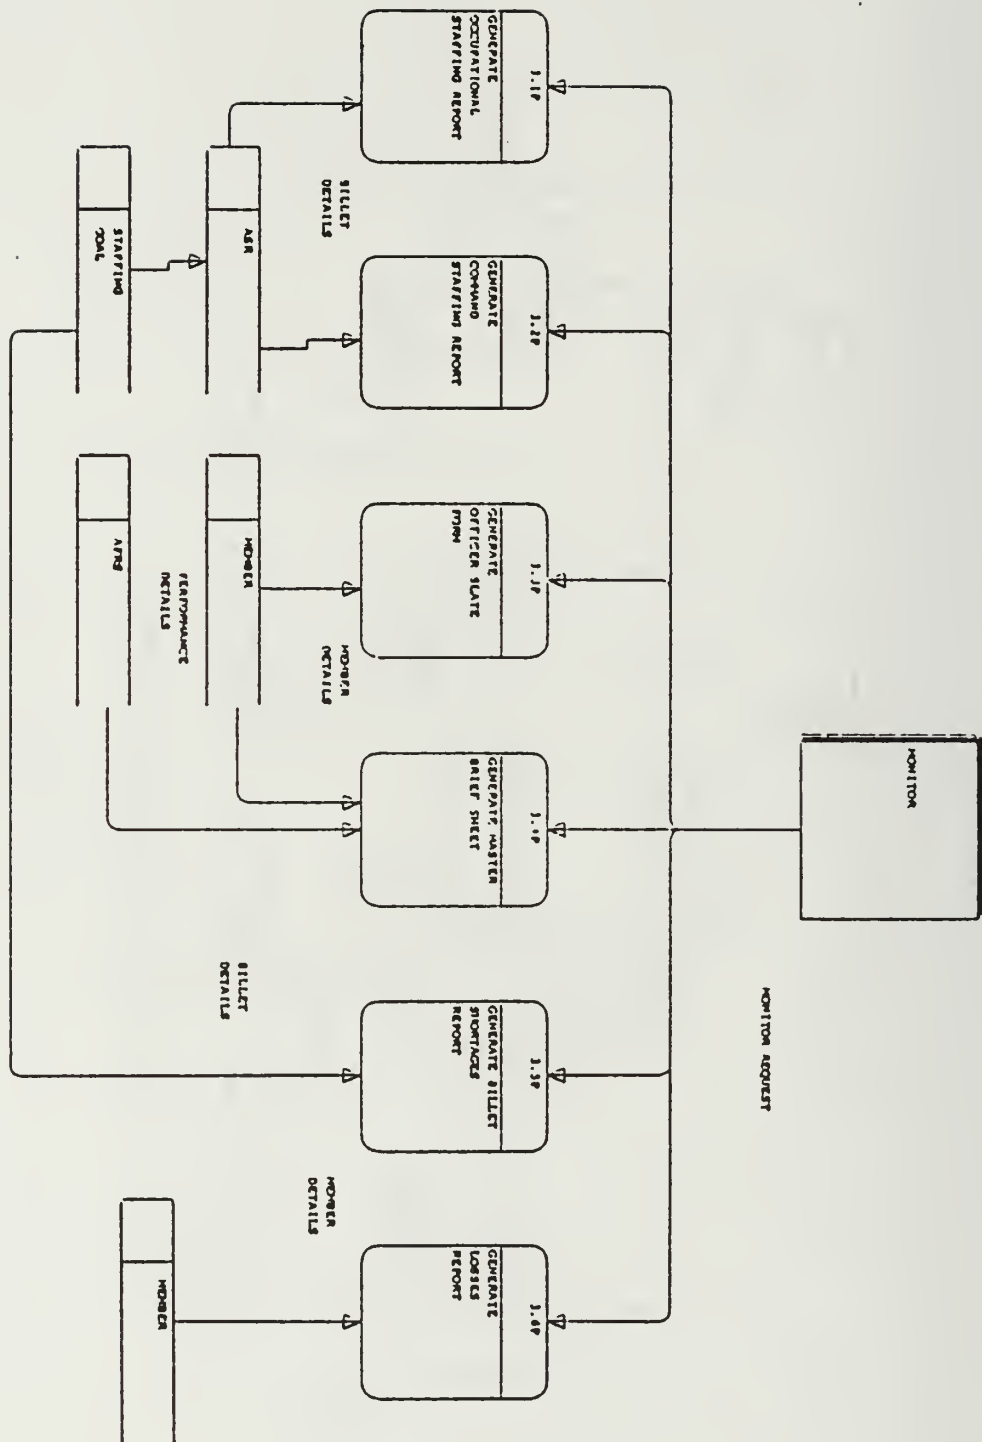 MONITOR
MONITOR REQUEST
3.1P
GENERATE
OCCUPATIONAL
STAFFING REPORT
3.2P
GENERATE
COMMAND
STAFFING REPORT
3.3P
GENERATE
OFFICER SLATE
FORM
3.4P
GENERATE MASTER
BRIEF SHEET
3.5P
GENERATE BILLET
SHORTAGES
REPORT
3.6P
GENERATE
LOSSES
REPORT
BILLET
DETAILS
MEMBER
DETAILS
BILLET
DETAILS
MEMBER
DETAILS
ASR
MEMBER
PERFORMANCE
DETAILS
MEMBER
STAFFING
GOAL
AFRS